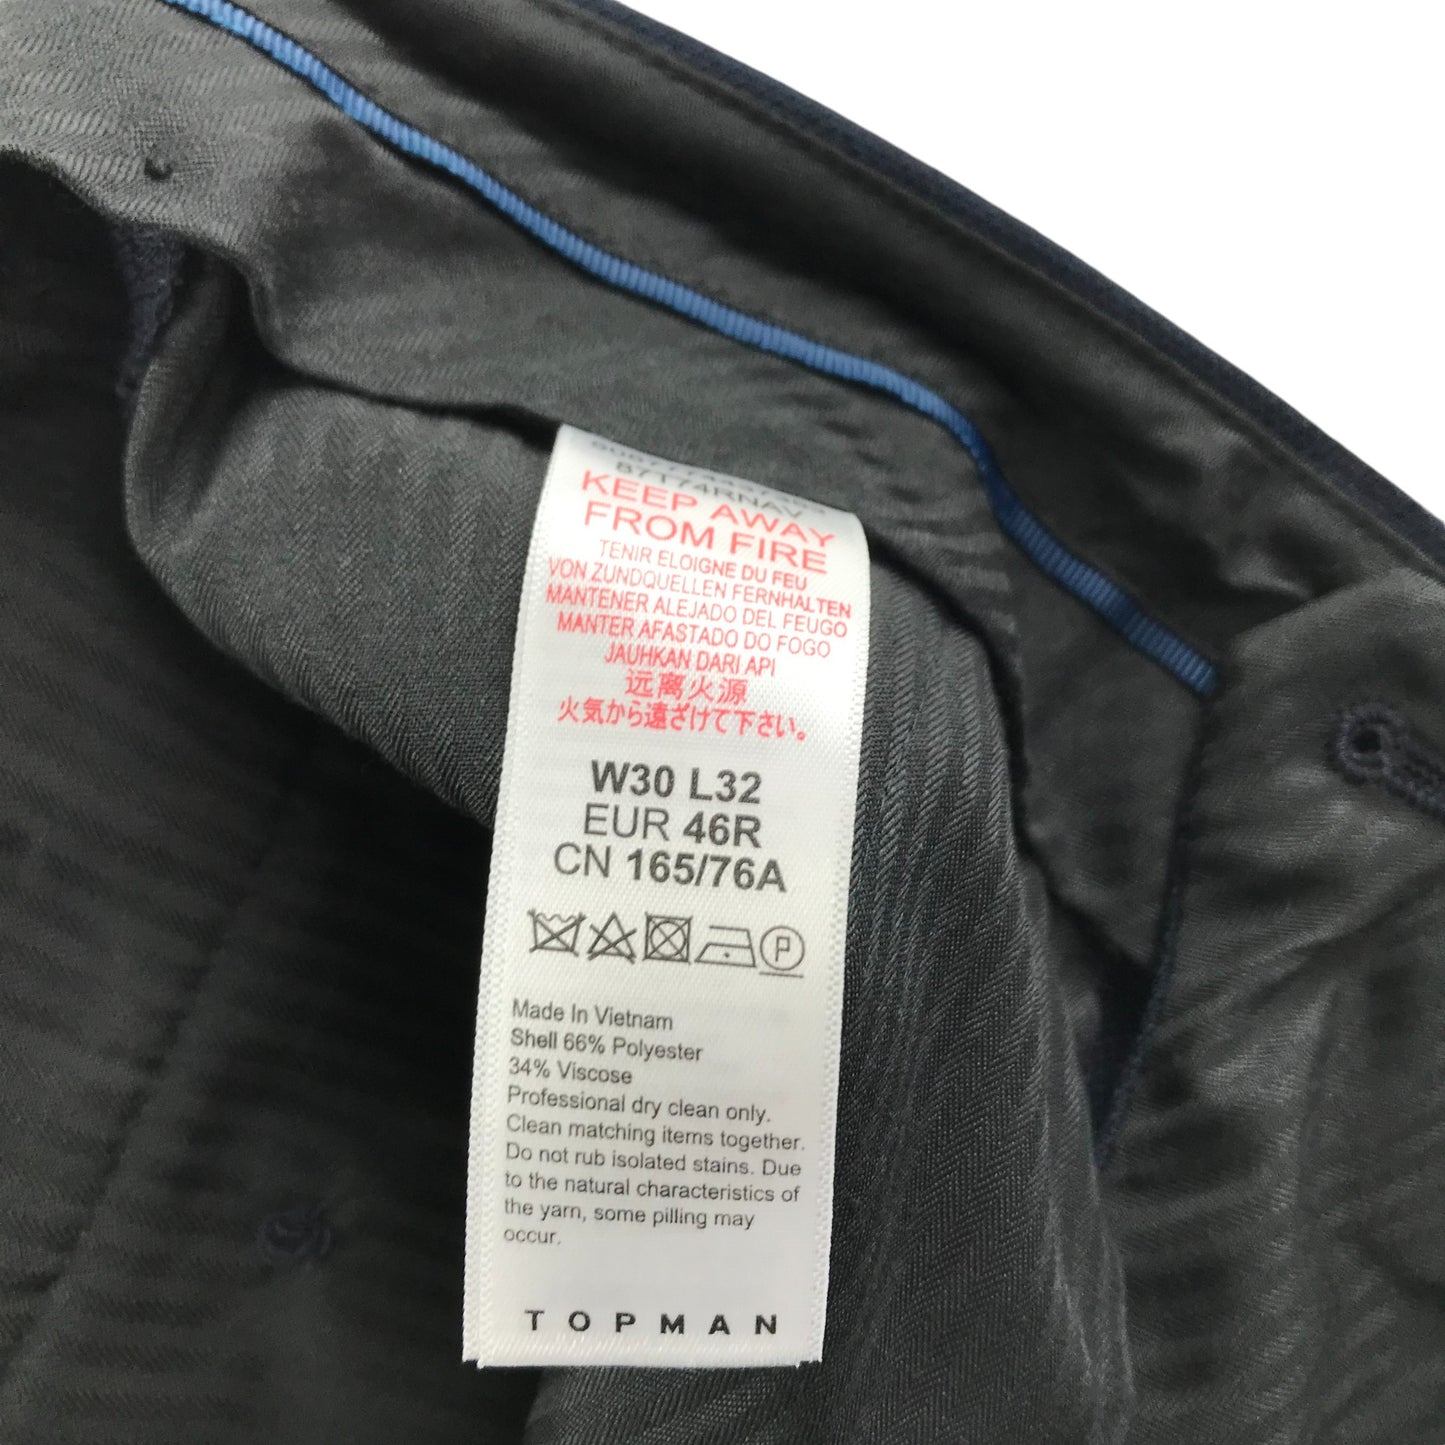 87T74RNAV
KEEP AWAY
FROM FIRE
TENIR ELOIGNE DU FEU
VON ZUNDQUELLEN FERNHALTEN
MANTENER ALEJADO DEL FEUGO
MANTER AFASTADO DO FOGO
JAUHKAN DARI API
远离火源
火気から遠ざけて下さい。
W30 L32
EUR 46R
CN 165/76A
P
Made In Vietnam
Shell 66% Polyester
34% Viscose
Professional dry clean only.
Clean matching items together.
Do not rub isolated stains. Due
to the natural characteristics of
the yarn, some pilling may
occur.
TOPMAN